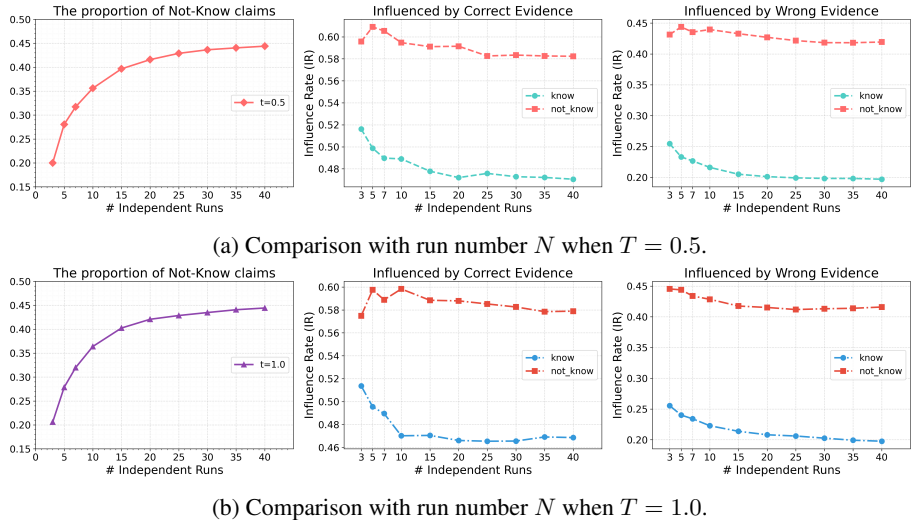 The proportion of Not-Know claims
0.50
0.45
0.40
0.35
0.30
0.25
0.20
0.15
0 5 10 15 20 25 30 35 40
# Independent Runs
t=0.5
Influenced by Correct Evidence
Influence Rate (IR)
0.60
0.58
0.56
0.54
0.52
0.50
0.48
3 5 7 10 15 20 25 30 35 40
# Independent Runs
know
not_know
Influenced by Wrong Evidence
Influence Rate (IR)
0.45
0.40
0.35
0.30
0.25
0.20
3 5 7 10 15 20 25 30 35 40
# Independent Runs
know
not_know
(a) Comparison with run number N when T = 0.5.
The proportion of Not-Know claims
0.50
0.45
0.40
0.35
0.30
0.25
0.20
0.15
0 5 10 15 20 25 30 35 40
# Independent Runs
t=1.0
Influenced by Correct Evidence
Influence Rate (IR)
0.60
0.58
0.56
0.54
0.52
0.50
0.48
0.46
3 5 7 10 15 20 25 30 35 40
# Independent Runs
know
not_know
Influenced by Wrong Evidence
Influence Rate (IR)
0.45
0.40
0.35
0.30
0.25
0.20
3 5 7 10 15 20 25 30 35 40
# Independent Runs
know
not_know
(b) Comparison with run number N when T = 1.0.